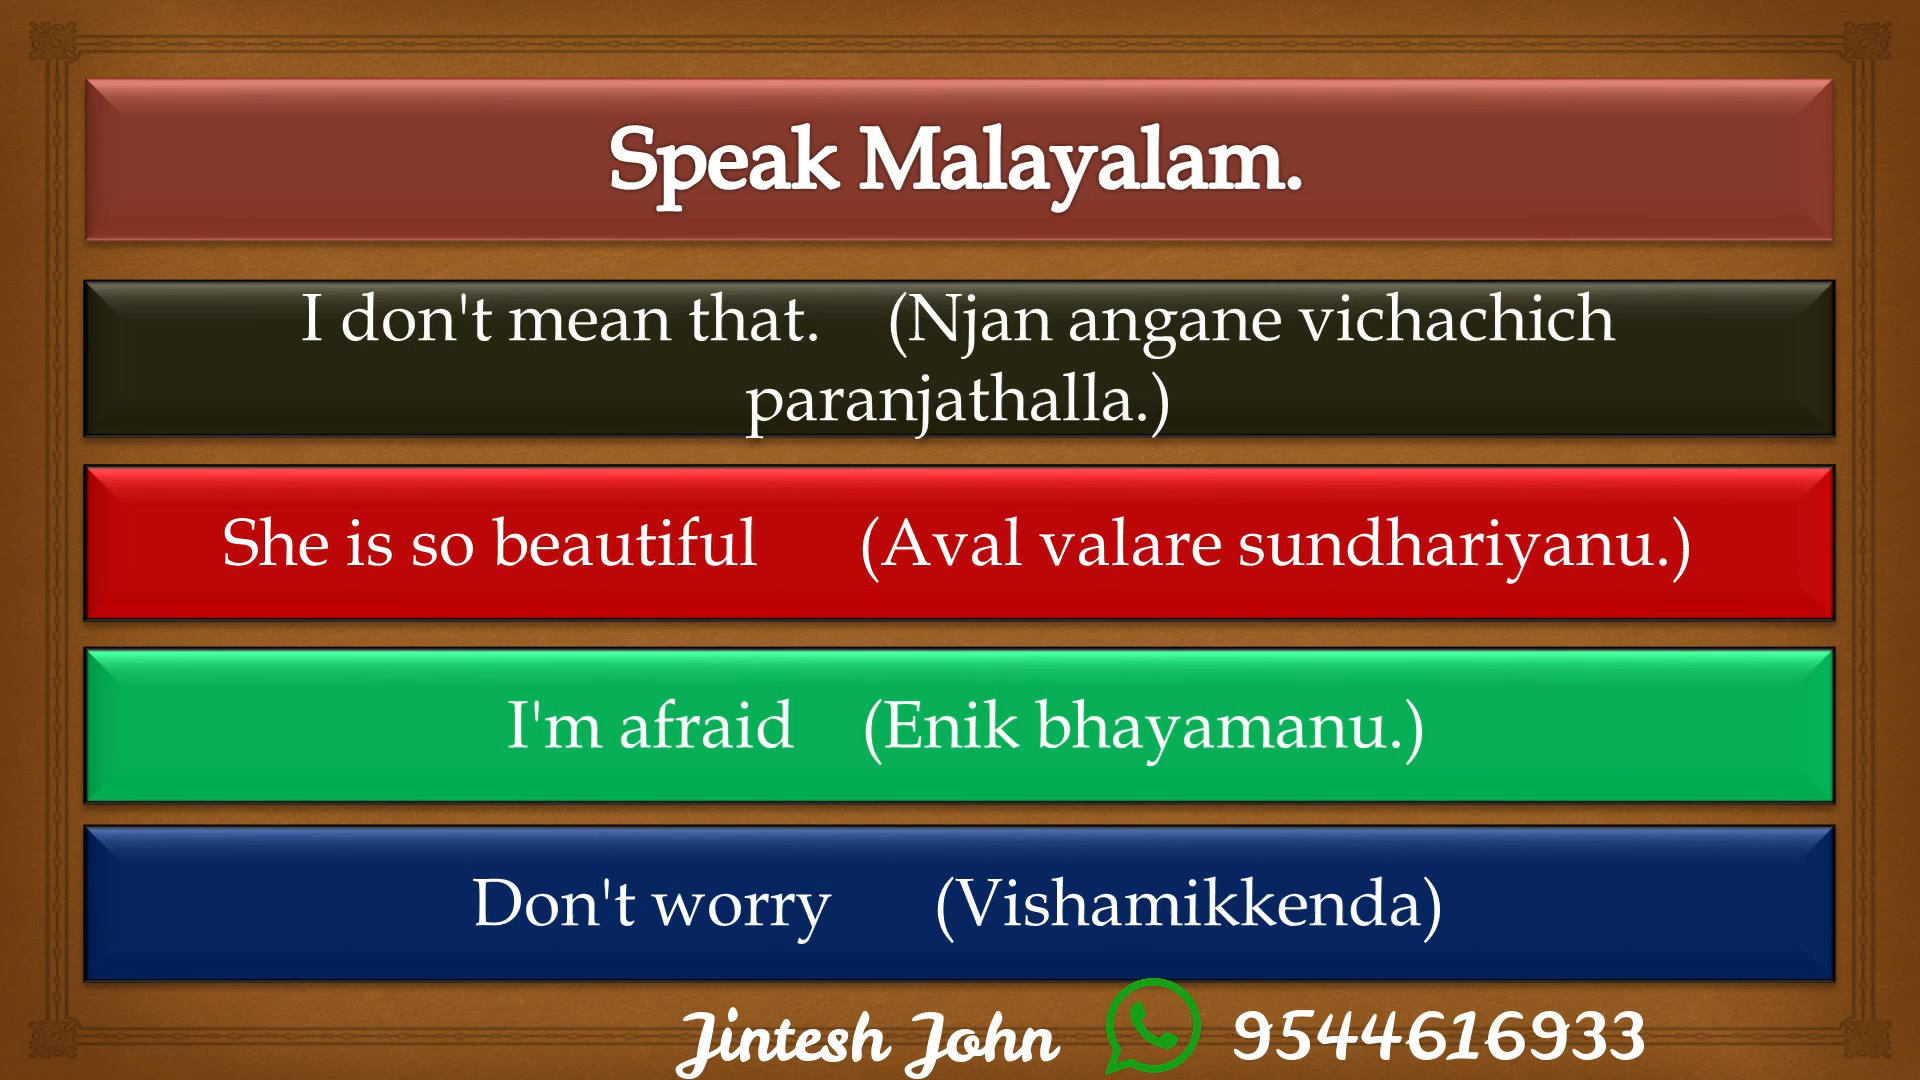 Speak Malayalam.
I don't mean that. (Njan angane vichachich
paranjathalla.)
She is so beautiful (Aval valare sundhariyanu.)
I'm afraid (Enik bhayamanu.)
Don't worry (Vishamikkenda)
Jintesh John 9544616933